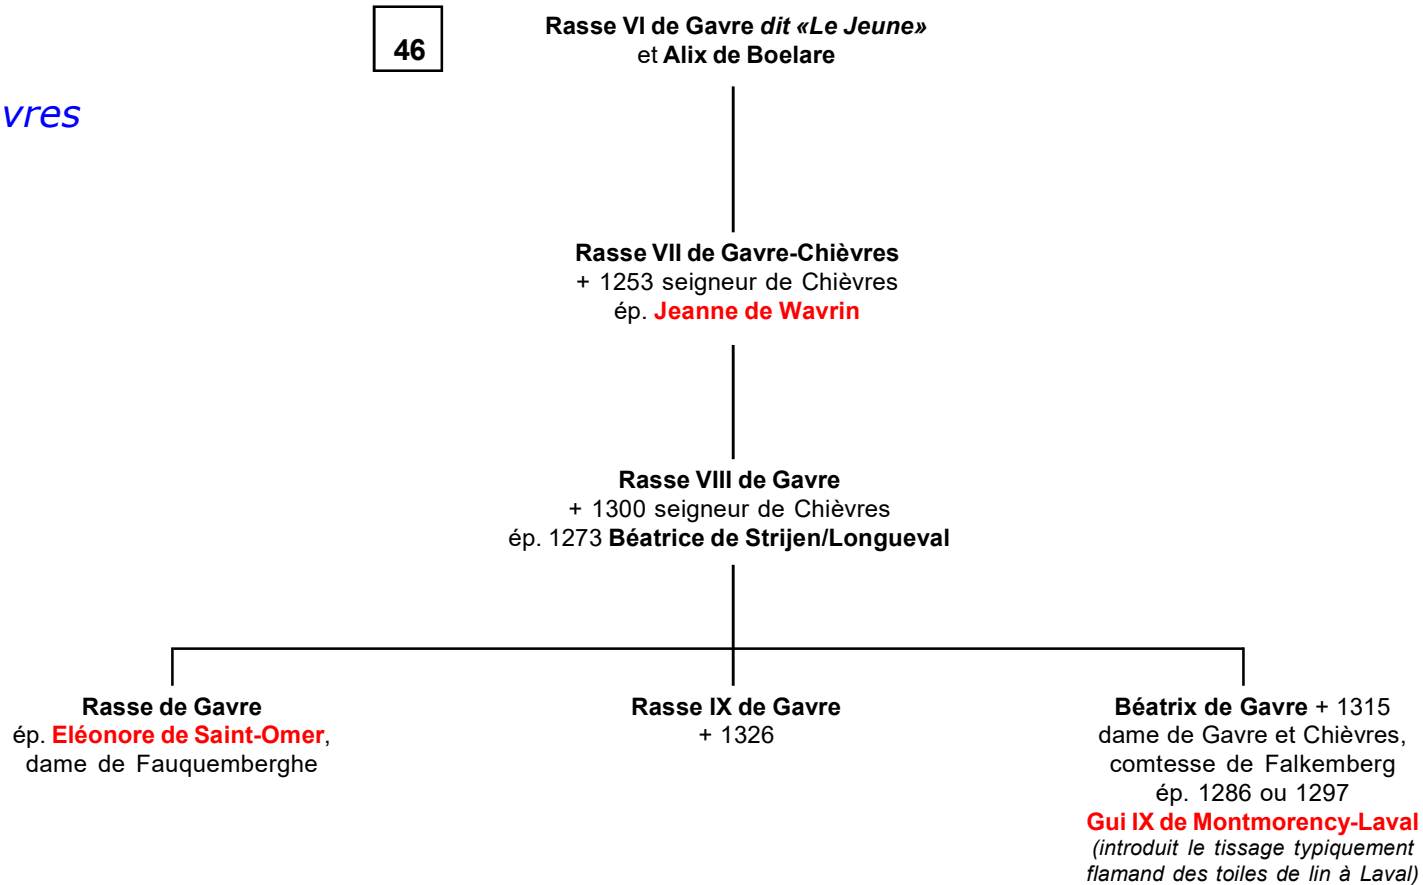 46
Rasse VI de Gavre dit «Le Jeune»
et Alix de Boelare
vres
Rasse VII de Gavre-Chièvres
+ 1253 seigneur de Chièvres
ép. Jeanne de Wavrin
Rasse VIII de Gavre
+ 1300 seigneur de Chièvres
ép. 1273 Béatrice de Strijen/Longueval
Rasse de Gavre
ép. Eléonore de Saint-Omer,
dame de Fauquemberghe
Rasse IX de Gavre
+ 1326
Béatrix de Gavre + 1315
dame de Gavre et Chièvres,
comtesse de Falkemberg
ép. 1286 ou 1297
Gui IX de Montmorency-Laval
(introduit le tissage typiquement
flamand des toiles de lin à Laval)